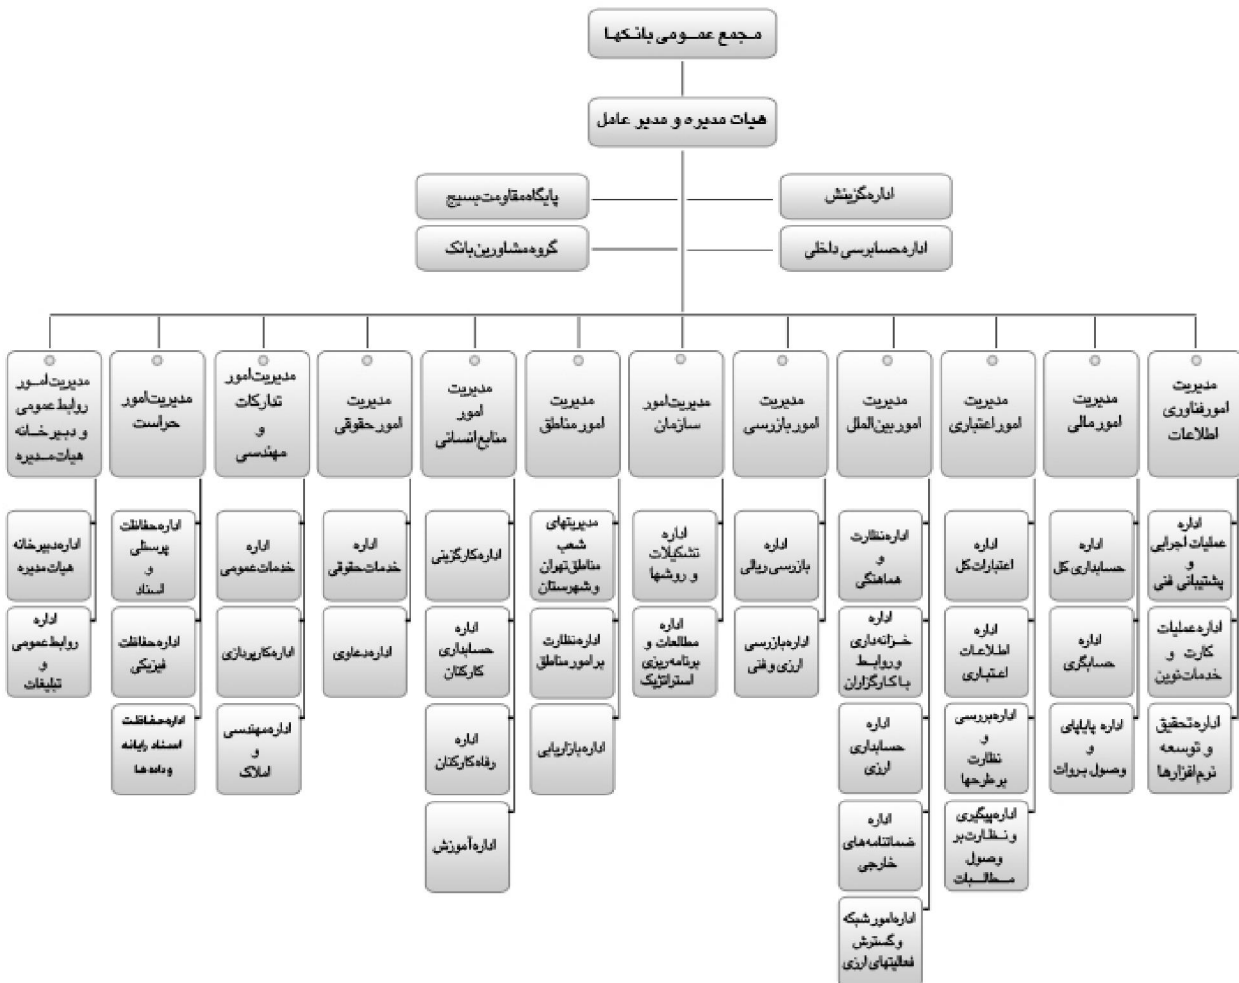 مجمع عمومی بانکها
هیات مدیره و مدیر عامل
اداره گزینش
پایگاه مقاومت بسیج
اداره حسابرسی داخلی
گروه مشاورین بانک
مدیریت
امور فناوری
اطلاعات
مدیریت
امور مالی
مدیریت
امور اعتباری
مدیریت
امور بین الملل
مدیریت
امور بازرسی
مدیریت امور
سازمان
مدیریت
امور مناطق
مدیریت
امور
منابع انسانی
مدیریت
امور حقوقی
مدیریت امور
تدارکات
و
مهندسی
مدیریت امور
حراست
مدیریت امور
روابط عمومی
و دبیرخانه
هیات مدیره
اداره
عملیات اجرایی
و
پشتیبانی فنی
اداره عملیات
کارت و
خدمات نوین
اداره تحقیق
و توسعه
نرم افزارها
اداره
حسابداری کل
اداره
حسابگری
اداره پایاپای
و
وصول بروات
اداره
اعتبارات کل
اداره
اطلاعات
اعتباری
اداره بررسی
و
نظارت
بر طرحها
اداره پیگیری
و نظارت بر
وصول
مطالبات
اداره نظارت
و
هماهنگی
اداره
خزانه داری
و روابط
با کارگزاران
اداره
حسابداری
ارزی
اداره
ضمانتنامه های
خارجی
اداره امور شبکه
و گسترش
فعالیتهای ارزی
اداره
بازرسی ریالی
اداره بازرسی
ارزی و فنی
اداره
تشکیلات
و روشها
اداره
مطالعات و
برنامه ریزی
استراتژیک
مدیریتهای
شعب
مناطق تهران
و شهرستان
اداره نظارت
بر امور مناطق
اداره بازاریابی
اداره کارگزینی
اداره
حسابداری
کارکنان
اداره
رفاه کارکنان
اداره آموزش
اداره
خدمات حقوقی
اداره دعاوی
اداره
خدمات عمومی
اداره کارپردازی
اداره مهندسی
و
املاک
اداره حفاظت
پرسنلی
و
اسناد
اداره حفاظت
فیزیکی
اداره حفاظت
اسناد رایانه
و داده ها
اداره دبیرخانه
هیات مدیره
اداره
روابط عمومی
و
تبلیغات